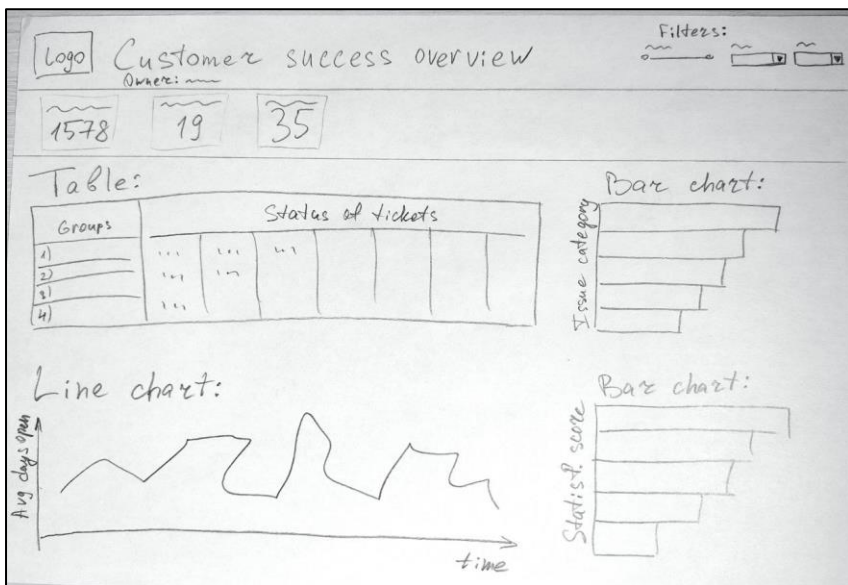 Logo
Customer success overview
Owner:
Filters:
1578
19
35
Table:
Groups
Status of tickets
1)
2)
3)
4)
Bar chart:
Issue category
Line chart:
Avg days open
time
Bar chart:
Statisf. score